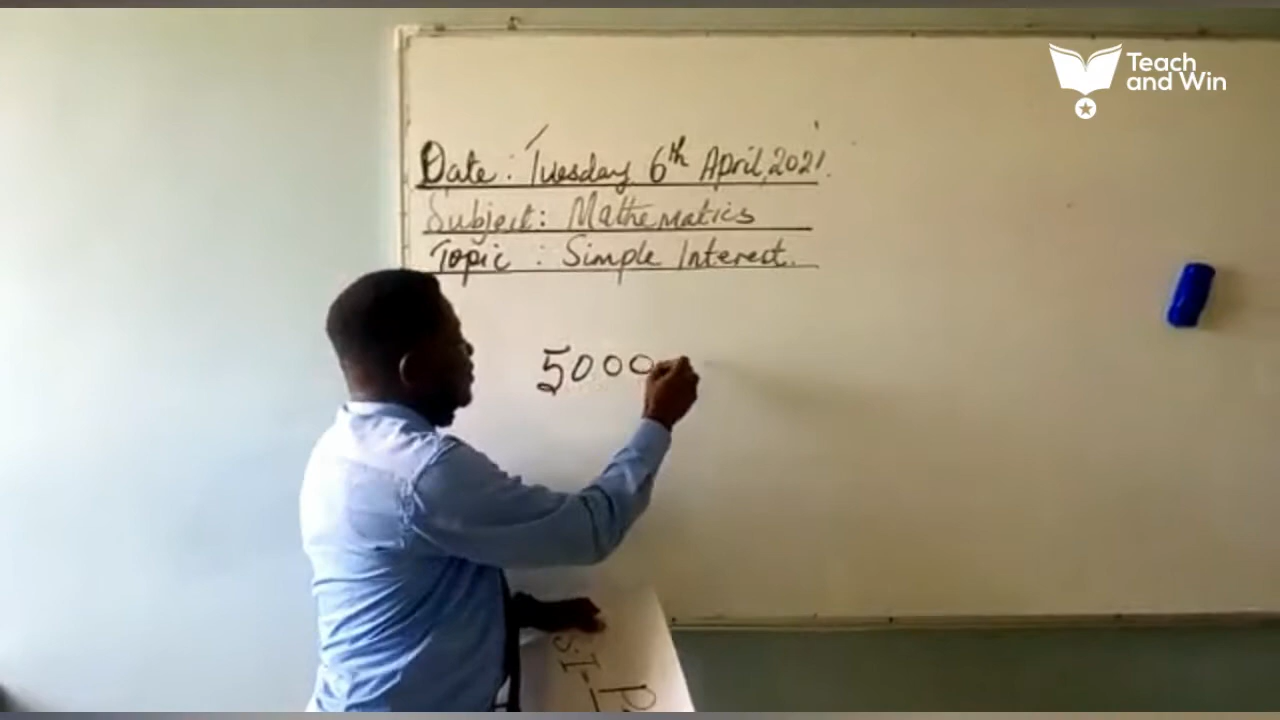 Teach
and Win
Date: Tuesday 6th April, 2021.
Subject: Mathematics
Topic: Simple Interest.
5000
S.I =
P